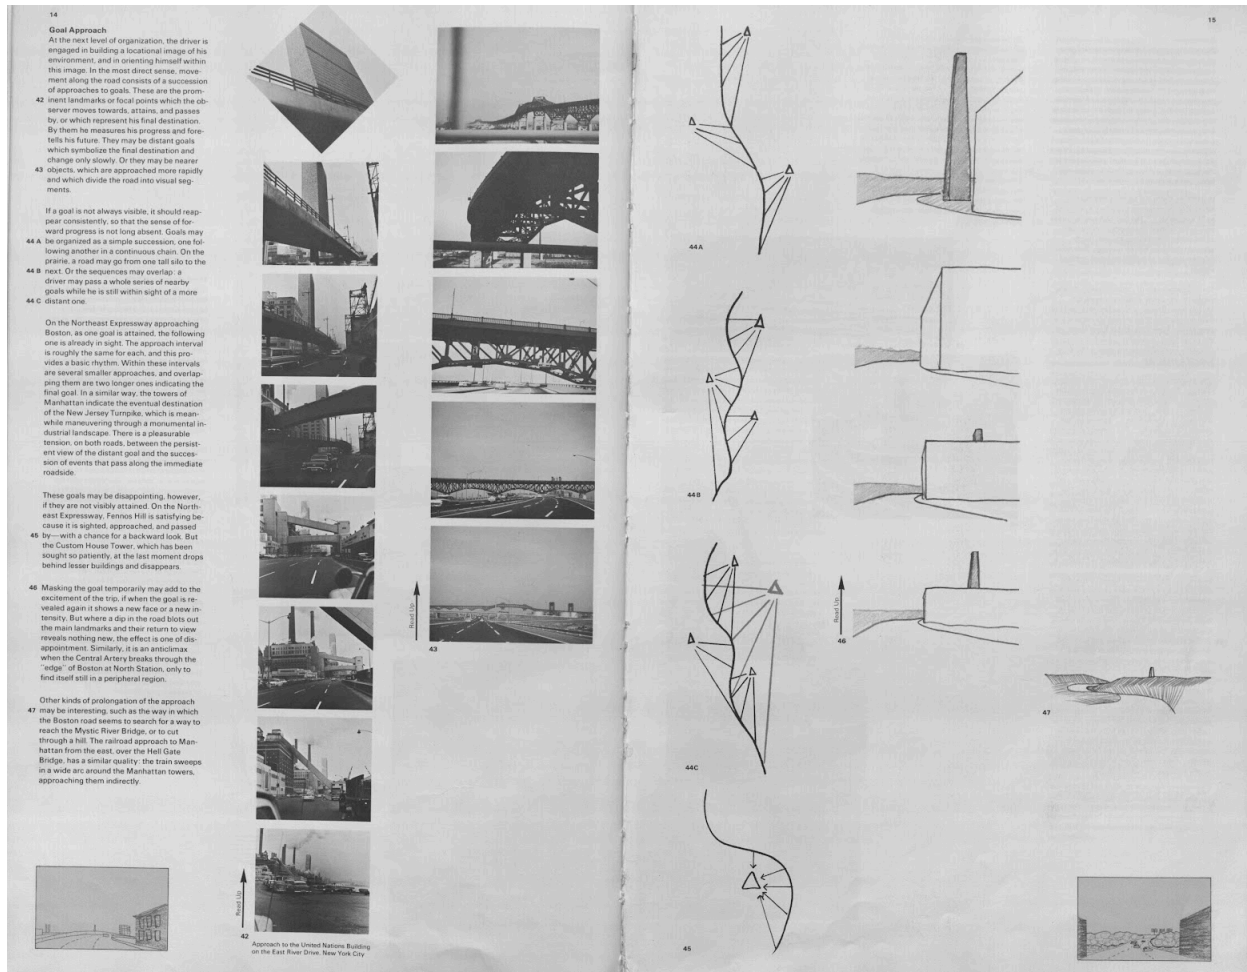 14
Goal Approach
At the next level of organization, the driver is
engaged in building a locational image of his
environment, and in orienting himself within
this image. In the most direct sense, move-
ment along the road consists of a succession
of approaches to goals. These are the prom-
42 inent landmarks or focal points which the ob-
server moves towards, attains, and passes
by, or which represent his final destination.
By them he measures his progress and fore-
tells his future. They may be distant goals
which symbolize the final destination and
change only slowly. Or they may be nearer
43 objects, which are approached more rapidly
and which divide the road into visual seg-
ments.
If a goal is not always visible, it should reap-
pear consistently, so that the sense of for-
ward progress is not long absent. Goals may
44 A be organized as a simple succession, one fol-
lowing another in a continuous chain. On the
prairie, a road may go from one tall silo to the
44 B next. Or the sequences may overlap: a
driver may pass a whole series of nearby
goals while he is still within sight of a more
44 C distant one.
On the Northeast Expressway approaching
Boston, as one goal is attained, the following
one is already in sight. The approach interval
is roughly the same for each, and this pro-
vides a basic rhythm. Within these intervals
are several smaller approaches, and overlap-
ping them are two longer ones indicating the
final goal. In a similar way, the towers of
Manhattan indicate the eventual destination
of the New Jersey Turnpike, which is mean-
while maneuvering through a monumental in-
dustrial landscape. There is a pleasurable
tension, on both roads, between the persist-
ent view of the distant goal and the succes-
sion of events that pass along the immediate
roadside.
These goals may be disappointing, however,
if they are not visibly attained. On the North-
east Expressway, Fennos Hill is satisfying be-
cause it is sighted, approached, and passed
45 by—with a chance for a backward look. But
the Custom House Tower, which has been
sought so patiently, at the last moment drops
behind lesser buildings and disappears.
46 Masking the goal temporarily may add to the
excitement of the trip, if when the goal is re-
vealed again it shows a new face or a new in-
tensity. But where a dip in the road blots out
the main landmarks and their return to view
reveals nothing new, the effect is one of dis-
appointment. Similarly, it is an anticlimax
when the Central Artery breaks through the
"edge" of Boston at North Station, only to
find itself still in a peripheral region.
Other kinds of prolongation of the approach
47 may be interesting, such as the way in which
the Boston road seems to search for a way to
reach the Mystic River Bridge, or to cut
through a hill. The railroad approach to Man-
hattan from the east, over the Hell Gate
Bridge, has a similar quality: the train sweeps
in a wide arc around the Manhattan towers,
approaching them indirectly.
Read Up
42
Approach to the United Nations Building
on the East River Drive, New York City
Read Up
43
15
44A
44B
44C
45
Read Up
46
47